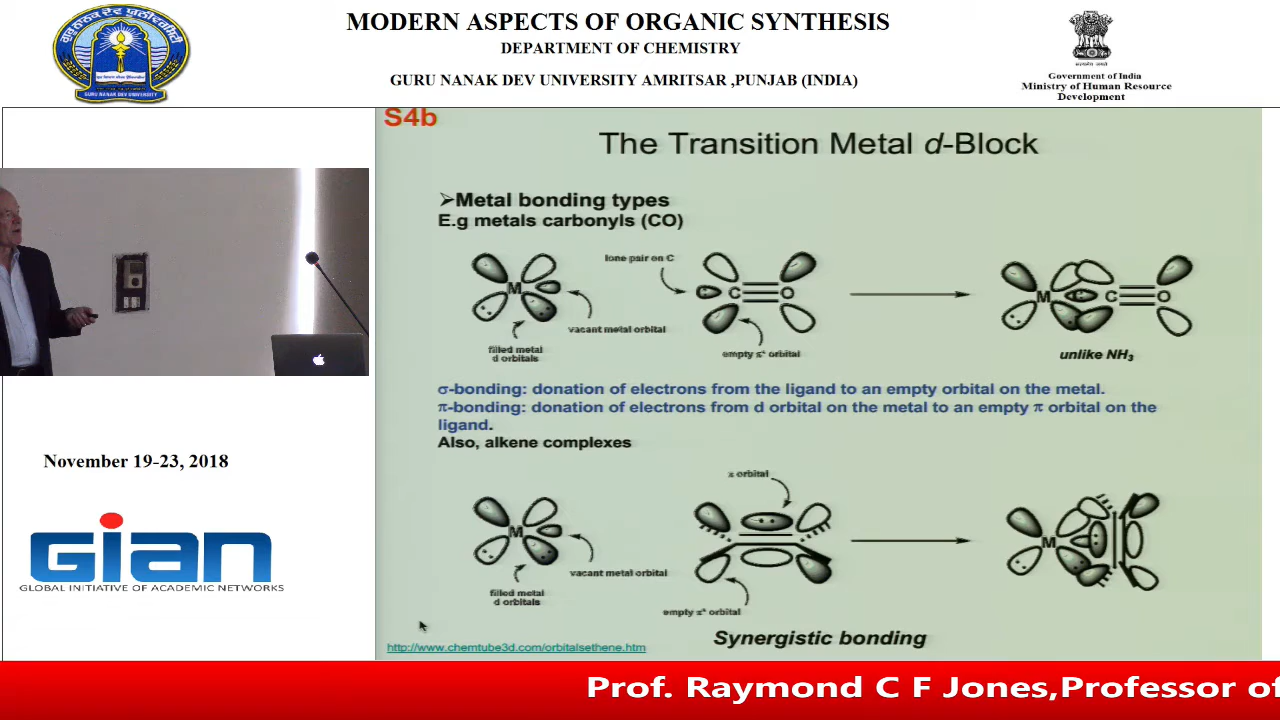 MODERN ASPECTS OF ORGANIC SYNTHESIS
DEPARTMENT OF CHEMISTRY
GURU NANAK DEV UNIVERSITY AMRITSAR ,PUNJAB (INDIA)
GURU NANAK DEV UNIVERSITY
Government of India
Ministry of Human Resource
Development
S4b
The Transition Metal d-Block
➢Metal bonding types
E.g metals carbonyls (CO)
lone pair on C
M
C
O
M
C
O
vacant metal orbital
filled metal
d orbitals
empty π* orbital
unlike NH3
σ-bonding: donation of electrons from the ligand to an empty orbital on the metal.
π-bonding: donation of electrons from d orbital on the metal to an empty π orbital on the
ligand.
Also, alkene complexes
π orbital
M
M
vacant metal orbital
filled metal
d orbitals
empty π* orbital
Synergistic bonding
http://www.chemtube3d.com/orbitalsethene.htm
November 19-23, 2018
GIAN
GLOBAL INITIATIVE OF ACADEMIC NETWORKS
Prof. Raymond C F Jones,Professor of